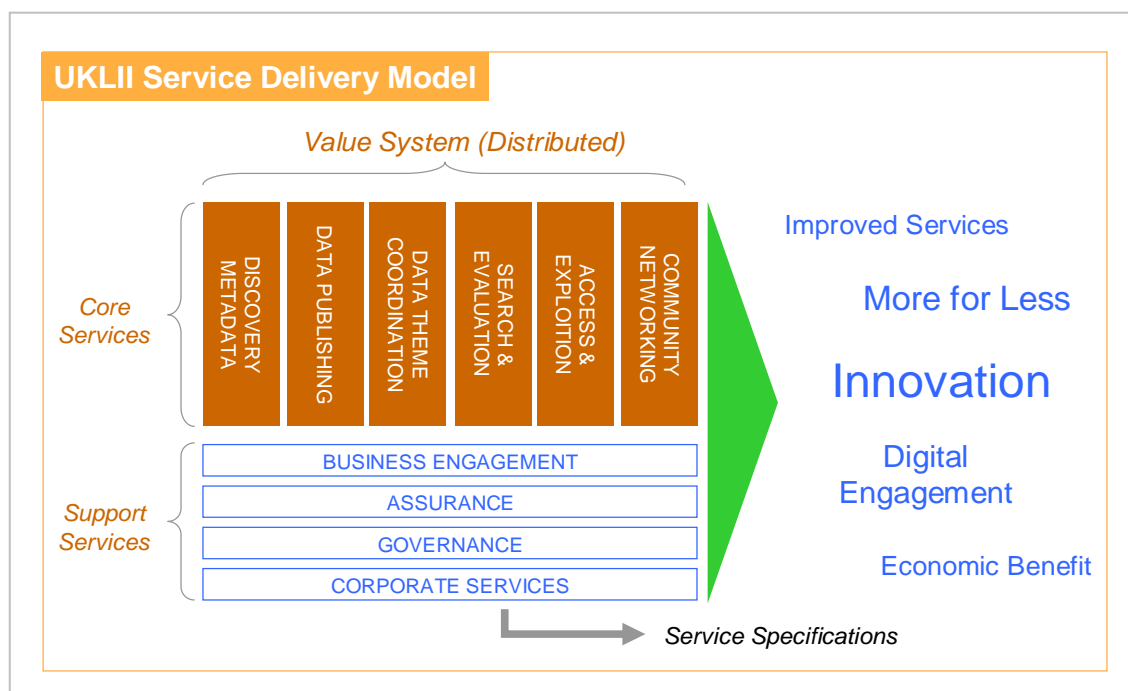 UKLII Service Delivery Model
Value System (Distributed)
Core
Services
DISCOVERY
METADATA
DATA PUBLISHING
DATA THEME
COORDINATION
SEARCH &
EVALUATION
ACCESS &
EXPLOITION
COMMUNITY
NETWORKING
Improved Services
More for Less
Innovation
Digital
Engagement
Economic Benefit
Support
Services
BUSINESS ENGAGEMENT
ASSURANCE
GOVERNANCE
CORPORATE SERVICES
Service Specifications